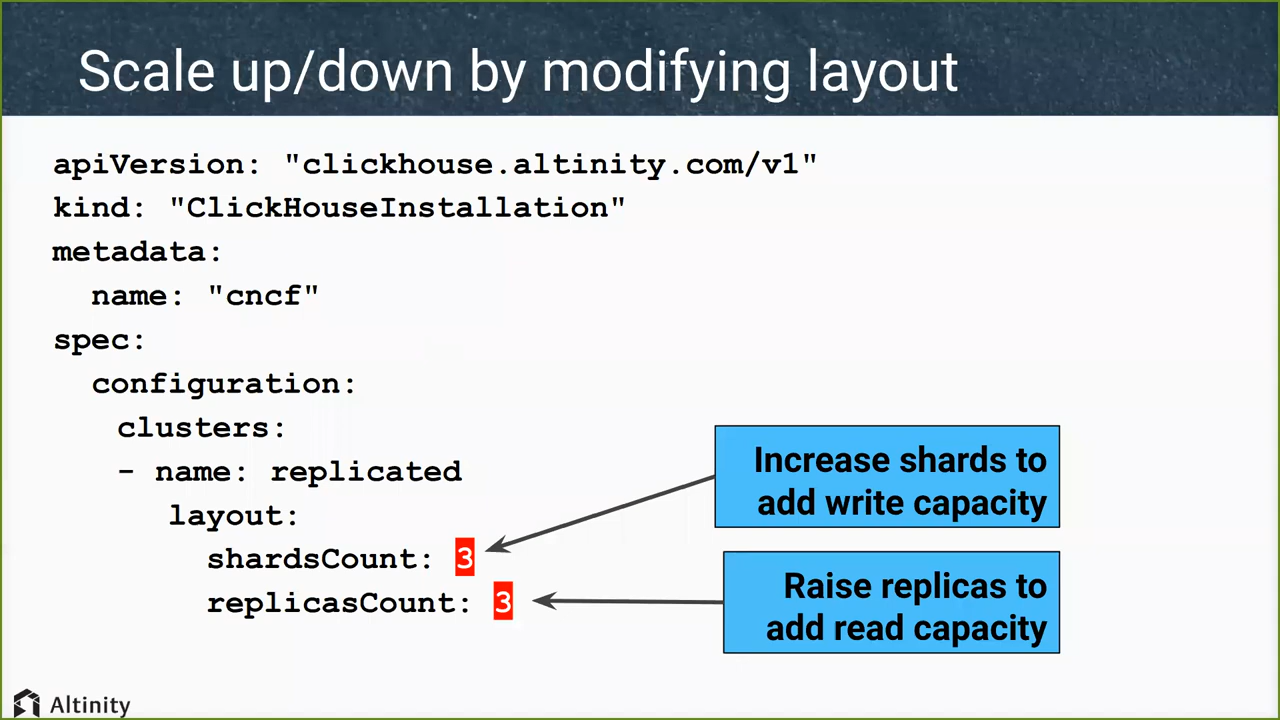 Scale up/down by modifying layout
apiVersion: "clickhouse.altinity.com/v1"
kind: "ClickHouseInstallation"
metadata:
  name: "cncf"
spec:
  configuration:
    clusters:
    - name: replicated
      layout:
        shardsCount: 3
        replicasCount: 3
Increase shards to
add write capacity
Raise replicas to
add read capacity
Altinity